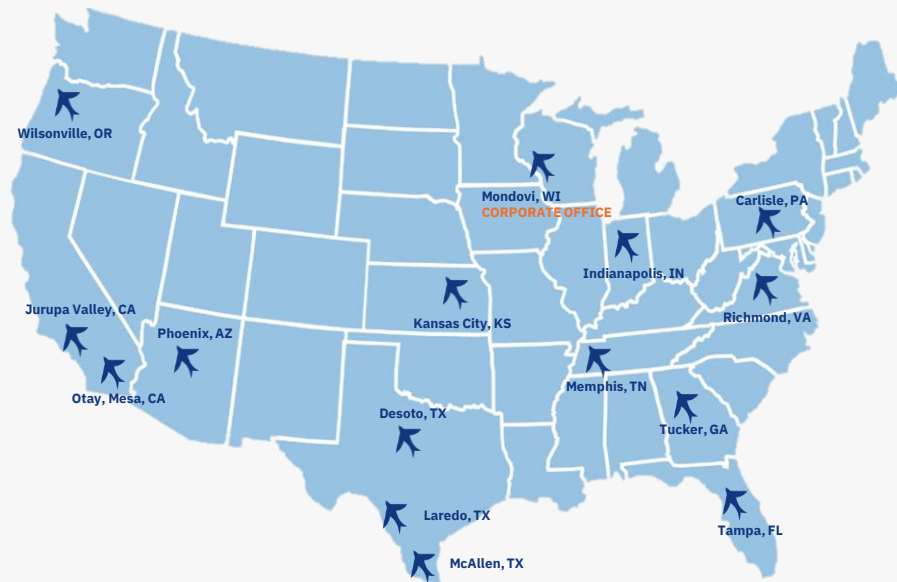 Wilsonville, OR
Mondovi, WI
CORPORATE OFFICE
Carlisle, PA
Indianapolis, IN
Jurupa Valley, CA
Kansas City, KS
Richmond, VA
Phoenix, AZ
Otay, Mesa, CA
Memphis, TN
Desoto, TX
Tucker, GA
Laredo, TX
Tampa, FL
McAllen, TX